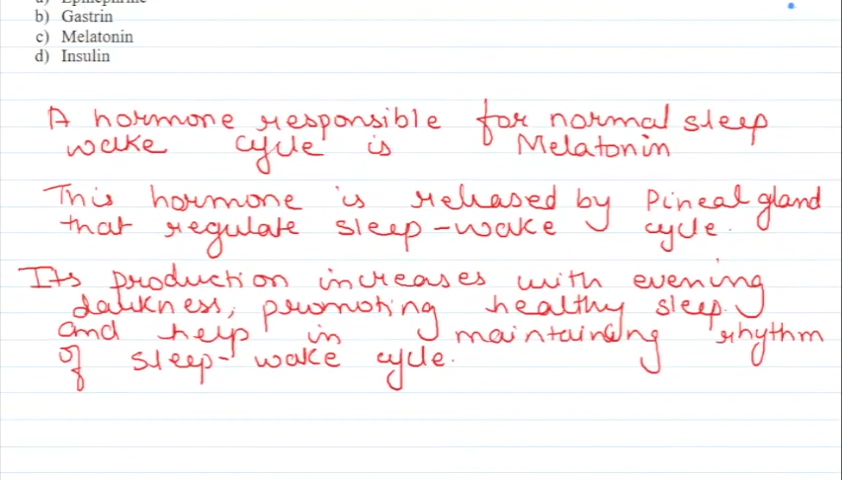 a) Epinephrine
b) Gastrin
c) Melatonin
d) Insulin
A hormone responsible for normal sleep
wake cycle is Melatonin
This hormone is released by Pineal gland
that regulate sleep-wake cycle.
Its production increases with evening
darkness, promoting healthy sleep
and help in maintaining rhythm
of sleep-wake cycle.